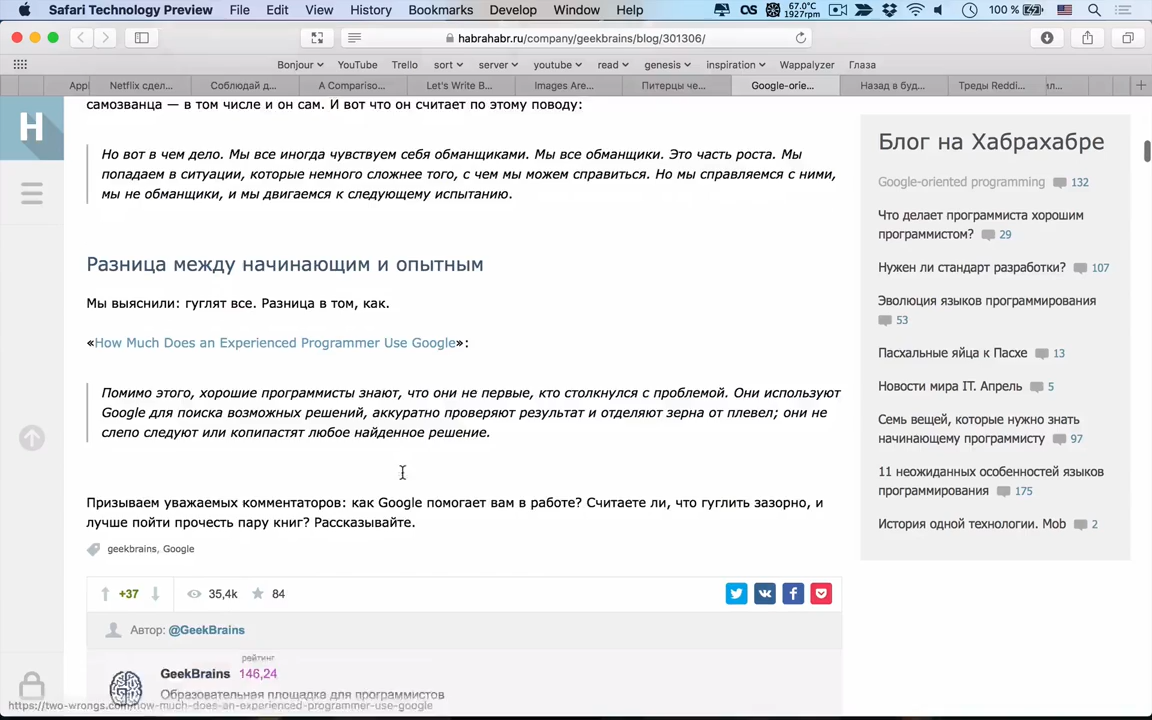 Safari Technology Preview File Edit View History Bookmarks Develop Window Help 67.0°C 1927rpm 100 %
habrahabr.ru/company/geekbrains/blog/301306/
Bonjour YouTube Trello sort server youtube read genesis inspiration Wappalyzer Глаза
Appl Netflix сдел... Соблюдай д... A Compariso... Let's Write B... Images Are... Питерцы че... Google-orie... Назад в буд... Треды Reddi... ил...
H
самозванца — в том числе и он сам. И вот что он считает по этому поводу:
Но вот в чем дело. Мы все иногда чувствуем себя обманщиками. Мы все обманщики. Это часть роста. Мы
попадаем в ситуации, которые немного сложнее того, с чем мы можем справиться. Но мы справляемся с ними,
мы не обманщики, и мы двигаемся к следующему испытанию.
Разница между начинающим и опытным
Мы выяснили: гуглят все. Разница в том, как.
«How Much Does an Experienced Programmer Use Google»:
Помимо этого, хорошие программисты знают, что они не первые, кто столкнулся с проблемой. Они используют
Google для поиска возможных решений, аккуратно проверяют результат и отделяют зерна от плевел; они не
слепо следуют или копипастят любое найденное решение.
Призываем уважаемых комментаторов: как Google помогает вам в работе? Считаете ли, что гуглить зазорно, и
лучше пойти прочесть пару книг? Рассказывайте.
geekbrains, Google
+37 35,4k 84
Автор: @GeekBrains
рейтинг
GeekBrains 146,24
Образовательная площадка для программистов
https://two-wrongs.com/how-much-does-an-experienced-programmer-use-google
Блог на Хабрахабре
Google-oriented programming 132
Что делает программиста хорошим
программистом? 29
Нужен ли стандарт разработки? 107
Эволюция языков программирования
53
Пасхальные яйца к Пасхе 13
Новости мира IT. Апрель 5
Семь вещей, которые нужно знать
начинающему программисту 97
11 неожиданных особенностей языков
программирования 175
История одной технологии. Mob 2